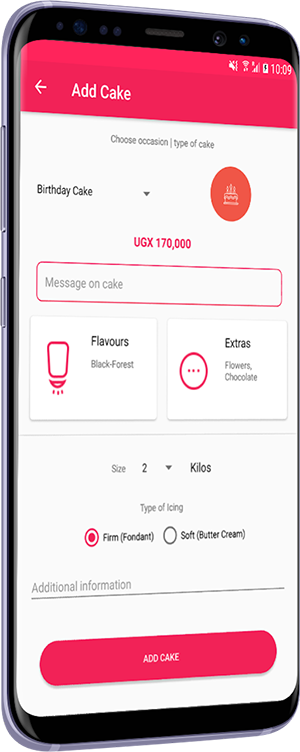 10:09
Add Cake
Choose occasion | type of cake
Birthday Cake
UGX 170,000
Message on cake
Flavours
Black-Forest
Extras
Flowers,
Chocolate
Size 2 Kilos
Type of Icing
Firm (Fondant) Soft (Butter Cream)
Additional information
ADD CAKE